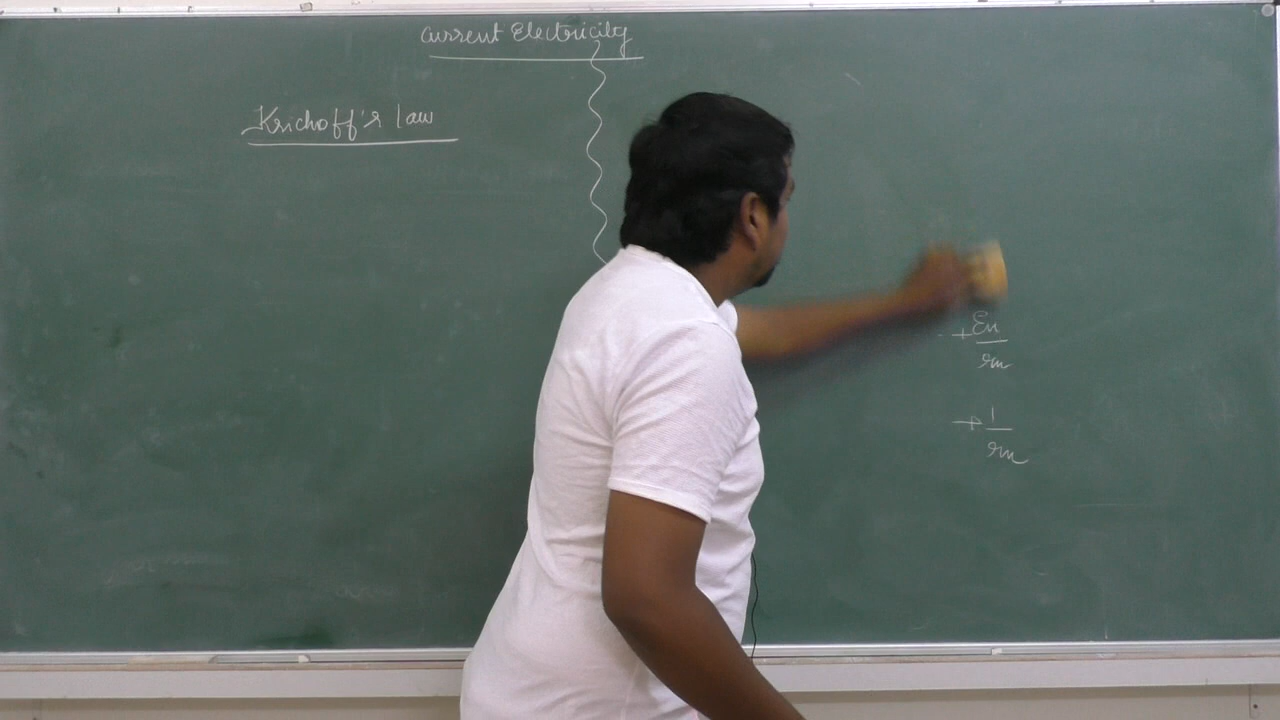 Current Electricity
Krichoff's law
+ En
rn
+ 1
rn